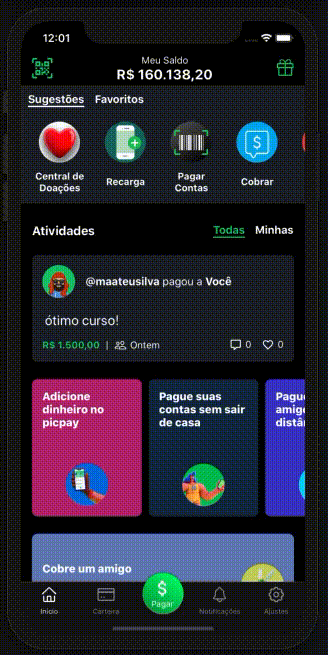 12:01
Meu Saldo
R$ 160.138,20
Sugestões Favoritos
Central de
Doações
Recarga
Pagar
Contas
Cobrar
Atividades Todas Minhas
@maateusilva pagou a Você
ótimo curso!
R$ 1.500,00 | Ontem 0 0
Adicione
dinheiro no
picpay
Pague suas
contas sem sair
de casa
Pague
Cobre um amigo
$
Início Carteira Pagar Notificações Ajustes